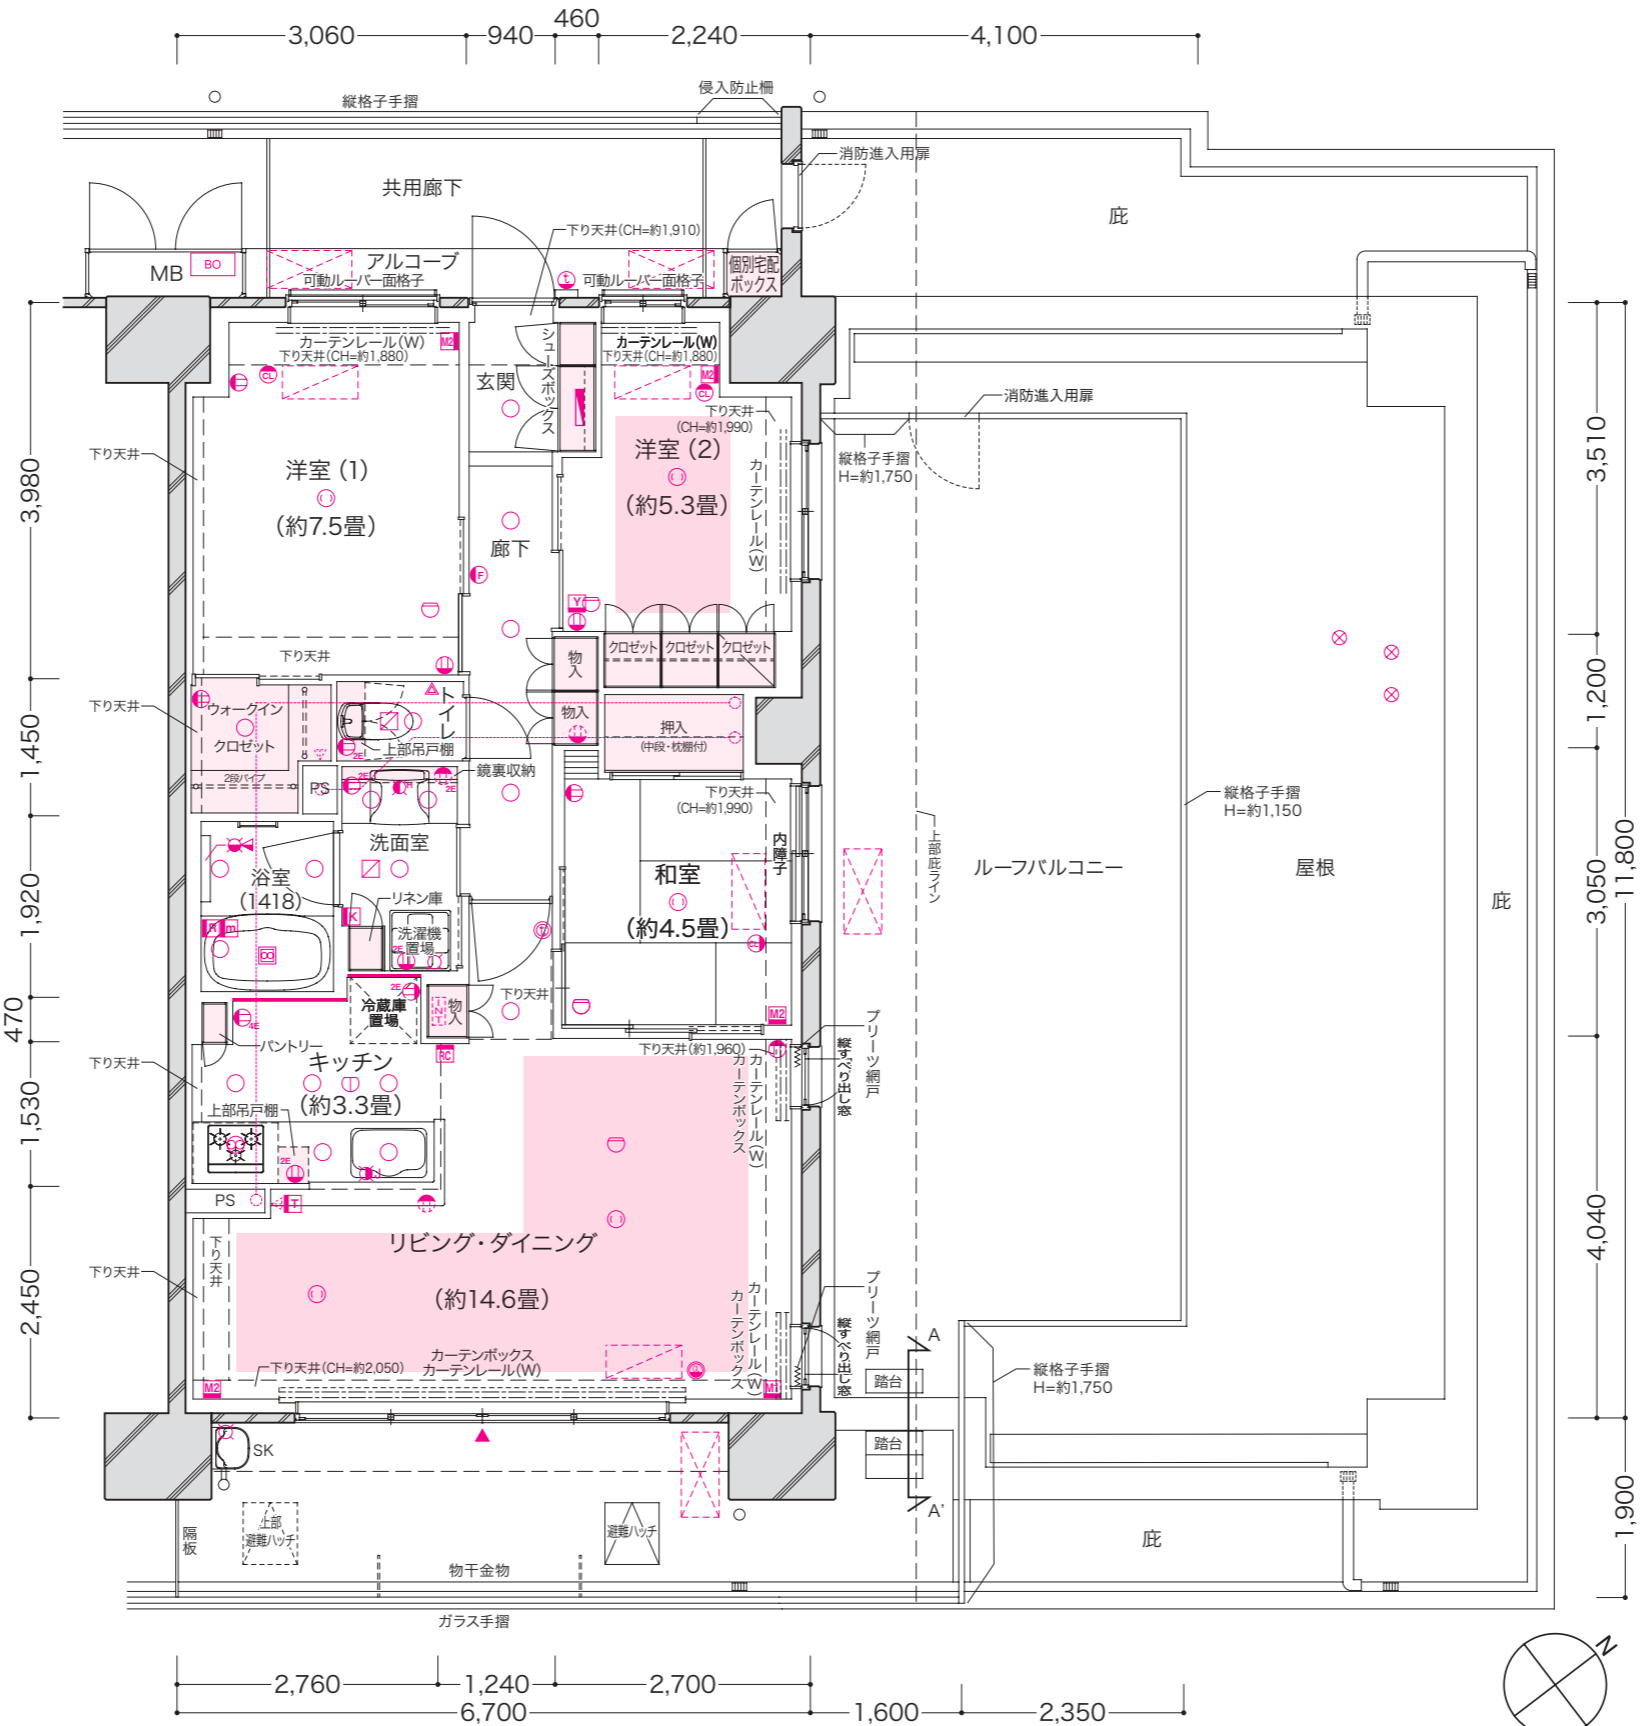 460
3,060
940
2,240
4,100
侵入防止柵
縦格子手摺
消防進入用扉
共用廊下
庇
下り天井(CH=約1,910)
MB
BO
アルコーブ
可動ルーバー面格子
t
可動ルーバー面格子
個別宅配
ボックス
カーテンレール(W)
下り天井(CH=約1,880)
M2
シューズボックス
カーテンレール(W)
下り天井(CH=約1,880)
M2
CL
CL
玄関
消防進入用扉
下り天井
(CH=約1,990)
下り天井
洋室 (1)
(約7.5畳)
洋室 (2)
(約5.3畳)
カーテンレール(W)
縦格子手摺
H=約1,750
3,980
3,510
廊下
F
Y
下り天井
クロゼット
クロゼット
クロゼット
物入
1,200
下り天井
ウォークイン
クロゼット
2段パイプ
トイレ
上部吊戸棚
2E
物入
押入
(中段・枕棚付)
1,450
PS
2E
2E
鏡裏収納
下り天井
(CH=約1,990)
縦格子手摺
H=約1,150
11,800
洗面室
内障子
上部庇ライン
浴室
(1418)
和室
(約4.5畳)
ルーフバルコニー
屋根
庇
3,050
1,920
リネン庫
K
R
m
洗濯機
置場
2E
CL
冷蔵庫
置場
2E
INT
物入
下り天井
M2
470
4E
パントリー
キッチン
(約3.3畳)
RC
下り天井(約1,960)
カーテンレール(W)
カーテンボックス
縦すべり出し窓
プリーツ網戸
下り天井
上部吊戸棚
2E
1,530
4,040
PS
T
リビング・ダイニング
(約14.6畳)
下り天井
下り天井
2,450
カーテンレール(W)
カーテンボックス
縦すべり出し窓
プリーツ網戸
下り天井(CH=約2,050)
カーテンボックス
カーテンレール(W)
M2
M1
A
踏台
縦格子手摺
H=約1,750
踏台
A'
SK
隔板
上部
避難ハッチ
避難ハッチ
庇
1,900
物干金物
ガラス手摺
N
2,760
1,240
2,700
6,700
1,600
2,350